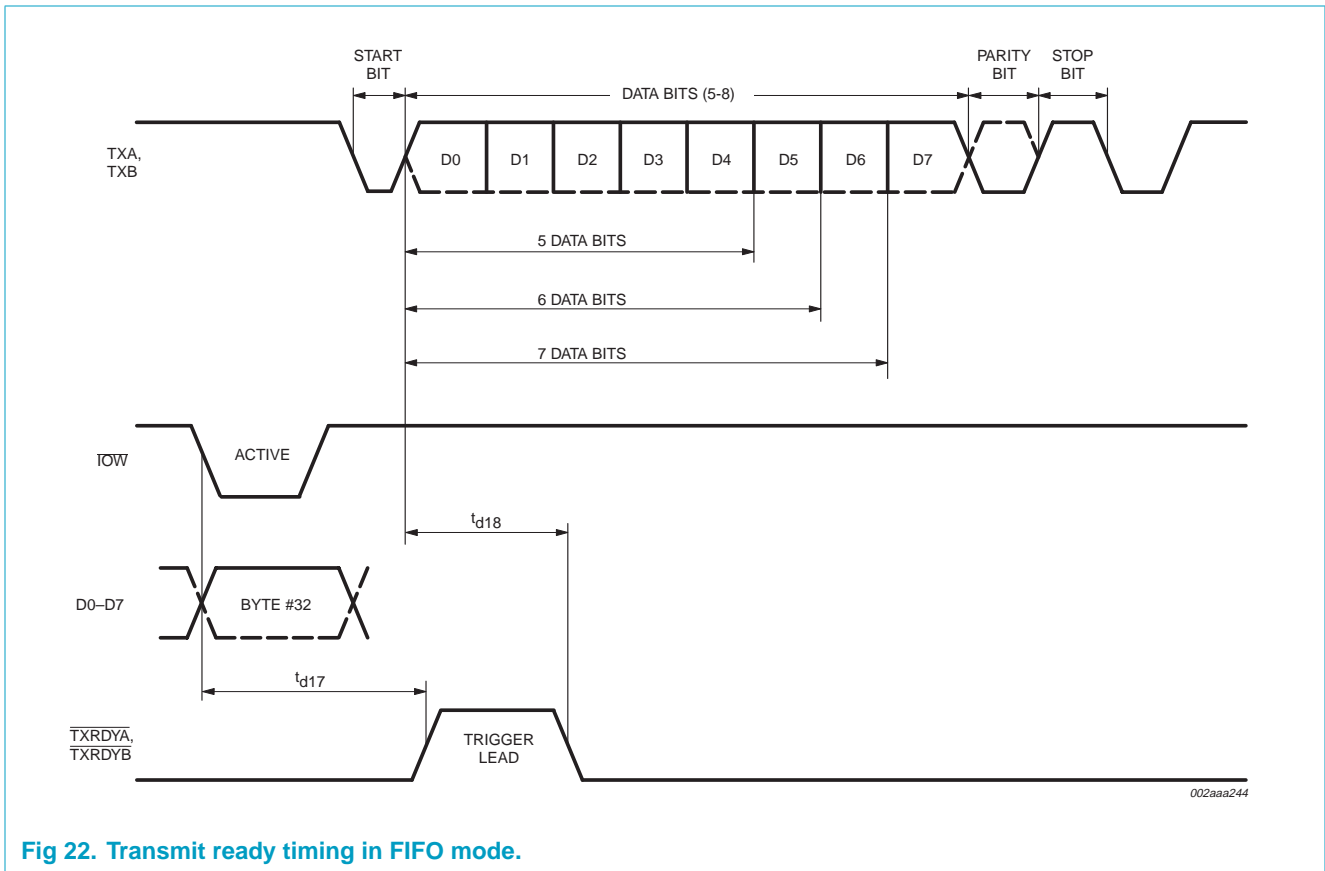 START
BIT
DATA BITS (5-8)
PARITY
BIT
STOP
BIT
TXA,
TXB
D0
D1
D2
D3
D4
D5
D6
D7
5 DATA BITS
6 DATA BITS
7 DATA BITS
IOW
ACTIVE
td18
D0–D7
BYTE #32
td17
TXRDYA,
TXRDYB
TRIGGER
LEAD
002aaa244
Fig 22. Transmit ready timing in FIFO mode.